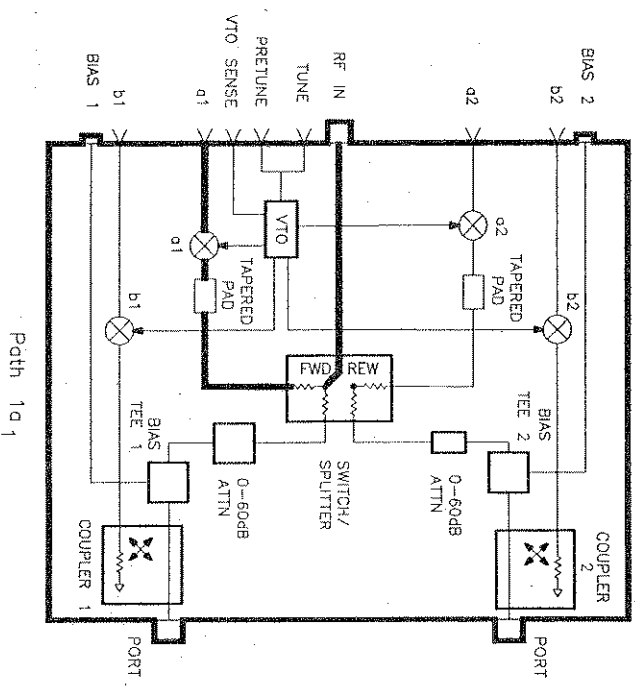 BIAS 2
b2
a2
RF IN
TUNE
PRETUNE
VTO SENSE
a1
b1
BIAS 1
VTO
a2
TAPERED
PAD
b2
a1
TAPERED
PAD
b1
FWD
REW
SWITCH/
SPLITTER
BIAS
TEE 2
0-60dB
ATTN
0-60dB
ATTN
BIAS
TEE 1
COUPLER
2
COUPLER
1
PORT
PORT
Path 1a1